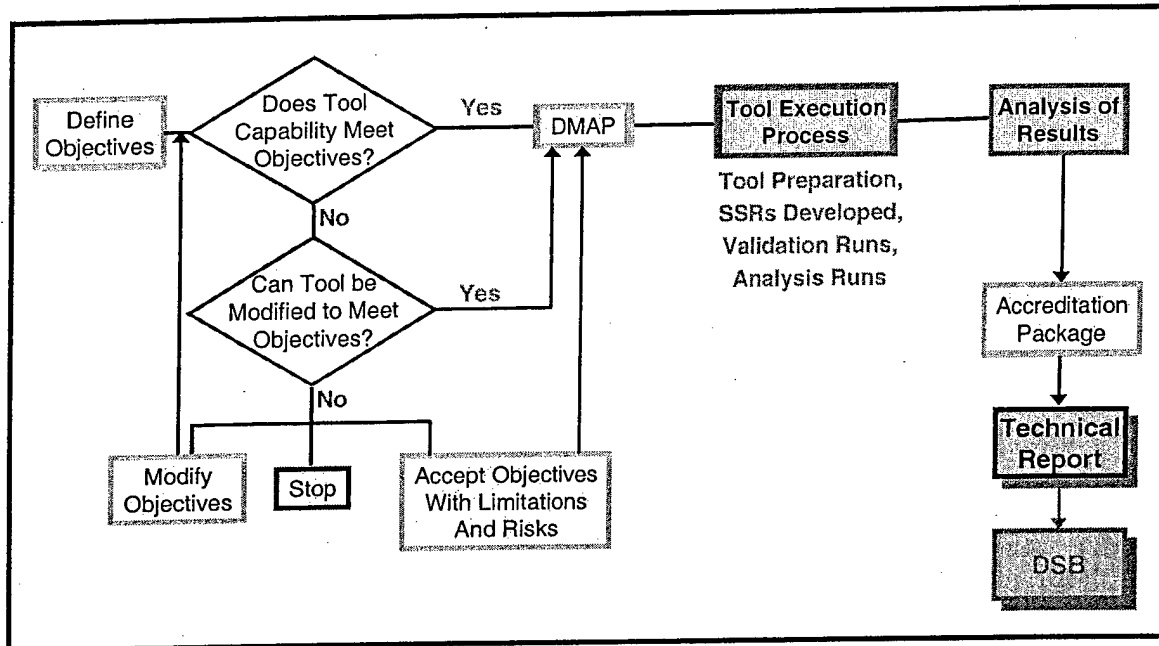 Define
Objectives
Does Tool
Capability Meet
Objectives?
Yes
DMAP
Tool Execution
Process
Tool Preparation,
SSRs Developed,
Validation Runs,
Analysis Runs
Analysis of
Results
No
Can Tool be
Modified to Meet
Objectives?
Yes
Accreditation
Package
No
Modify
Objectives
Stop
Accept Objectives
With Limitations
And Risks
Technical
Report
DSB